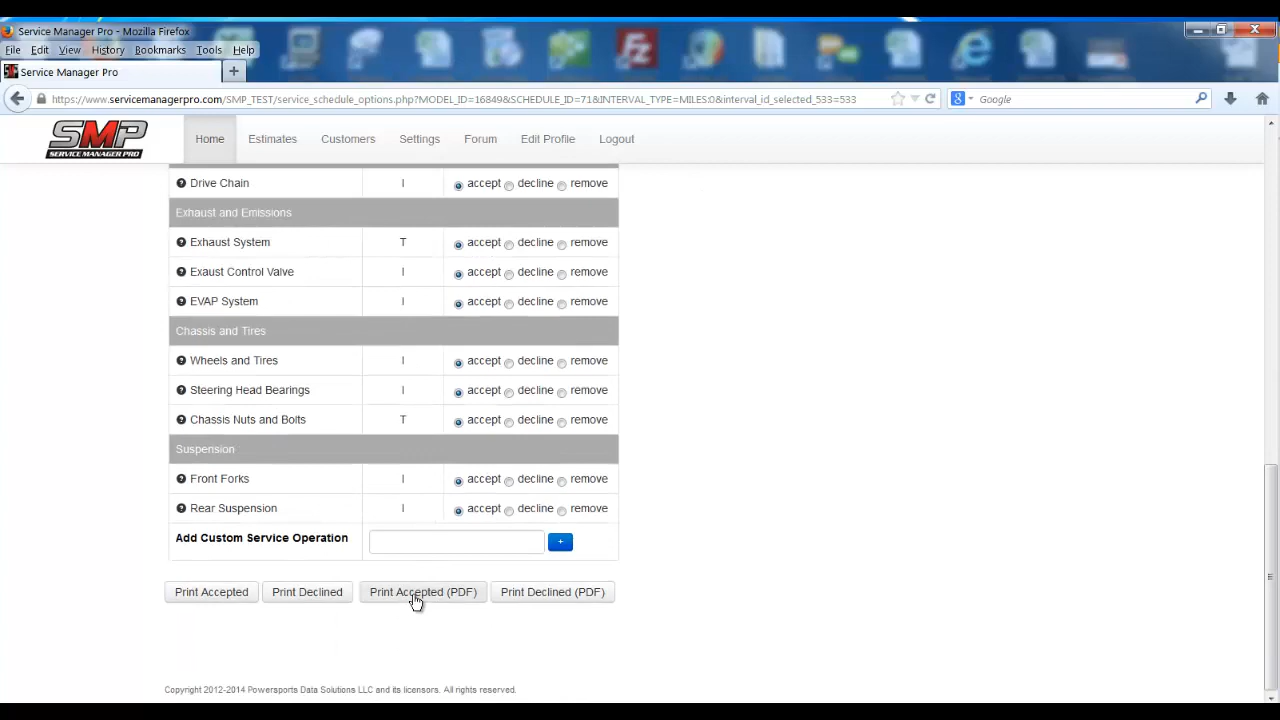 Service Manager Pro - Mozilla Firefox
File Edit View History Bookmarks Tools Help
Service Manager Pro +
https://www.servicemanagerpro.com/SMP_TEST/service_schedule_options.php?MODEL_ID=16849&SCHEDULE_ID=71&INTERVAL_TYPE=MILES:0&interval_id_selected_533=533 Google
SMP SERVICE MANAGER PRO
Home Estimates Customers Settings Forum Edit Profile Logout
Drive Chain I accept decline remove
Exhaust and Emissions
Exhaust System T accept decline remove
Exaust Control Valve I accept decline remove
EVAP System I accept decline remove
Chassis and Tires
Wheels and Tires I accept decline remove
Steering Head Bearings I accept decline remove
Chassis Nuts and Bolts T accept decline remove
Suspension
Front Forks I accept decline remove
Rear Suspension I accept decline remove
Add Custom Service Operation +
Print Accepted Print Declined Print Accepted (PDF) Print Declined (PDF)
Copyright 2012-2014 Powersports Data Solutions LLC and its licensors. All rights reserved.